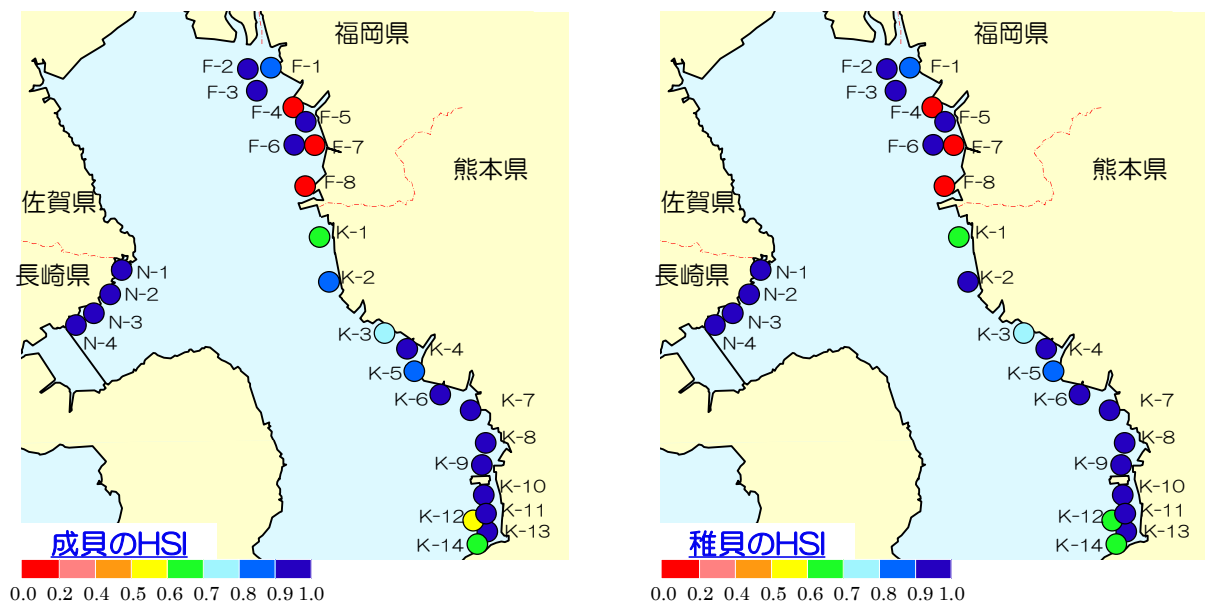 福岡県
F-2
F-1
F-3
F-4
F-5
F-6
F-7
F-8
熊本県
佐賀県
K-1
長崎県
N-1
K-2
N-2
N-3
K-3
N-4
K-4
K-5
K-6
K-7
K-8
K-9
K-10
K-11
K-12
K-13
K-14
成貝のHSI
0.0 0.2 0.4 0.5 0.6 0.7 0.8 0.9 1.0
福岡県
F-2
F-1
F-3
F-4
F-5
F-6
F-7
F-8
熊本県
佐賀県
K-1
長崎県
N-1
K-2
N-2
N-3
K-3
N-4
K-4
K-5
K-6
K-7
K-8
K-9
K-10
K-11
K-12
K-13
K-14
稚貝のHSI
0.0 0.2 0.4 0.5 0.6 0.7 0.8 0.9 1.0